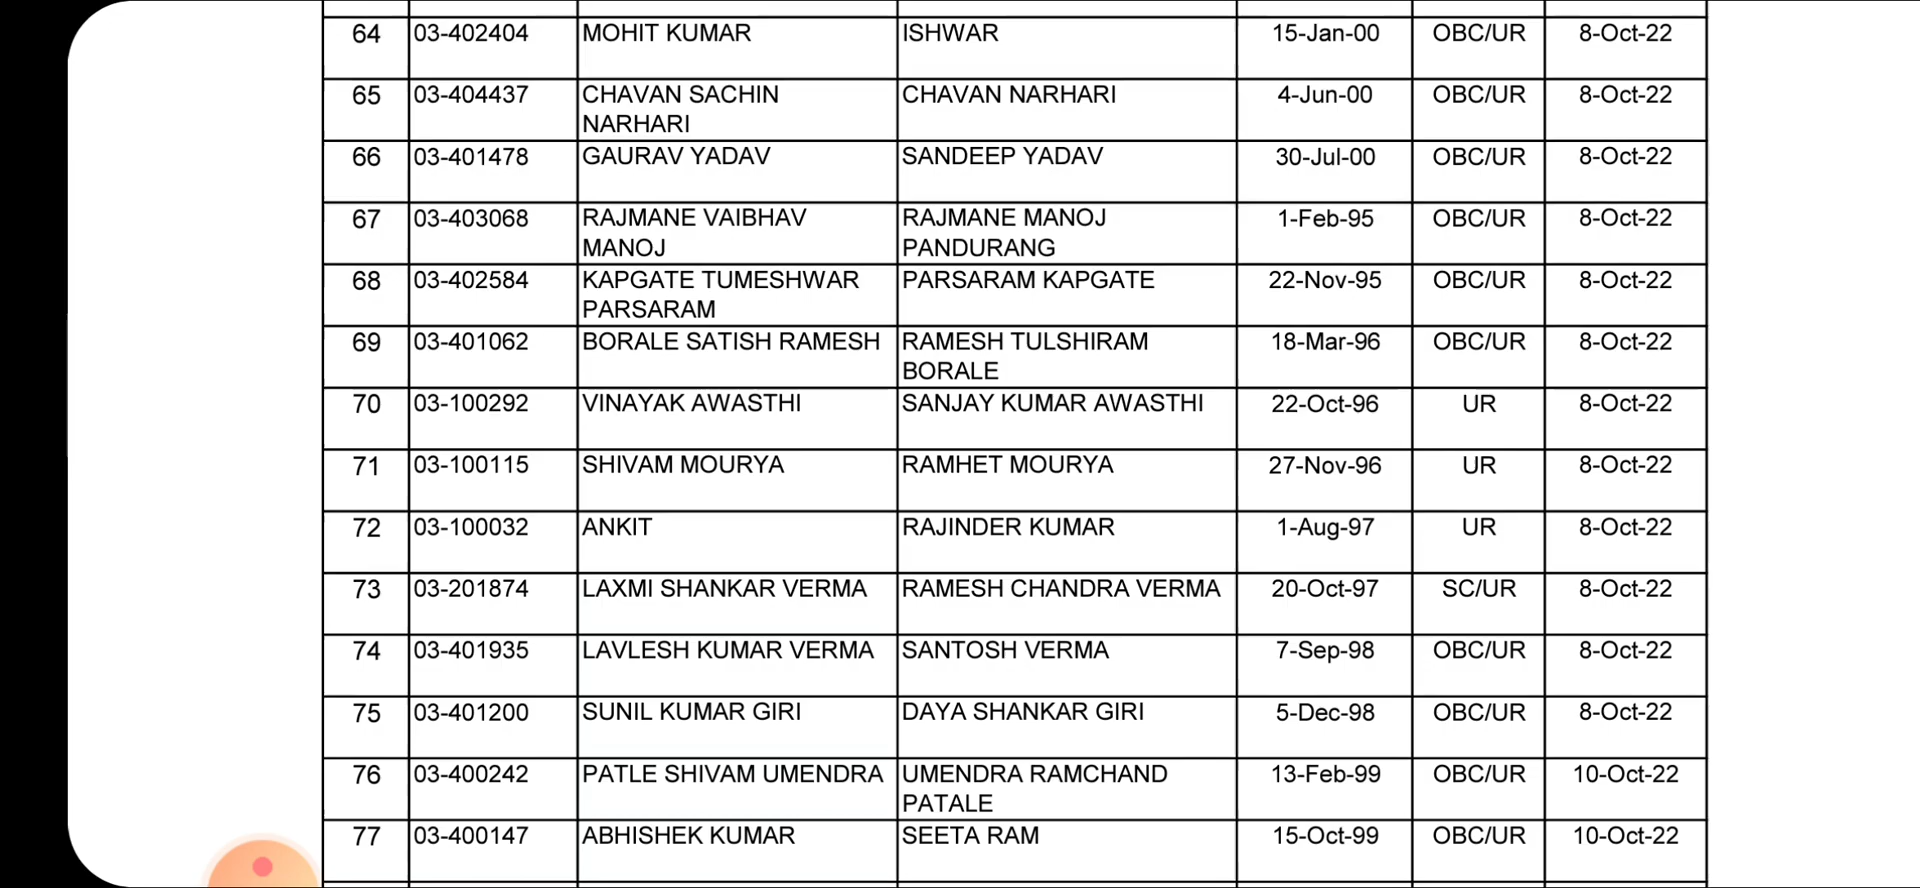 64 03-402404 MOHIT KUMAR ISHWAR 15-Jan-00 OBC/UR 8-Oct-22
65 03-404437 CHAVAN SACHIN CHAVAN NARHARI 4-Jun-00 OBC/UR 8-Oct-22
NARHARI
66 03-401478 GAURAV YADAV SANDEEP YADAV 30-Jul-00 OBC/UR 8-Oct-22
67 03-403068 RAJMANE VAIBHAV RAJMANE MANOJ 1-Feb-95 OBC/UR 8-Oct-22
MANOJ PANDURANG
68 03-402584 KAPGATE TUMESHWAR PARSARAM KAPGATE 22-Nov-95 OBC/UR 8-Oct-22
PARSARAM
69 03-401062 BORALE SATISH RAMESH RAMESH TULSHIRAM 18-Mar-96 OBC/UR 8-Oct-22
BORALE
70 03-100292 VINAYAK AWASTHI SANJAY KUMAR AWASTHI 22-Oct-96 UR 8-Oct-22
71 03-100115 SHIVAM MOURYA RAMHET MOURYA 27-Nov-96 UR 8-Oct-22
72 03-100032 ANKIT RAJINDER KUMAR 1-Aug-97 UR 8-Oct-22
73 03-201874 LAXMI SHANKAR VERMA RAMESH CHANDRA VERMA 20-Oct-97 SC/UR 8-Oct-22
74 03-401935 LAVLESH KUMAR VERMA SANTOSH VERMA 7-Sep-98 OBC/UR 8-Oct-22
75 03-401200 SUNIL KUMAR GIRI DAYA SHANKAR GIRI 5-Dec-98 OBC/UR 8-Oct-22
76 03-400242 PATLE SHIVAM UMENDRA UMENDRA RAMCHAND 13-Feb-99 OBC/UR 10-Oct-22
PATALE
77 03-400147 ABHISHEK KUMAR SEETA RAM 15-Oct-99 OBC/UR 10-Oct-22